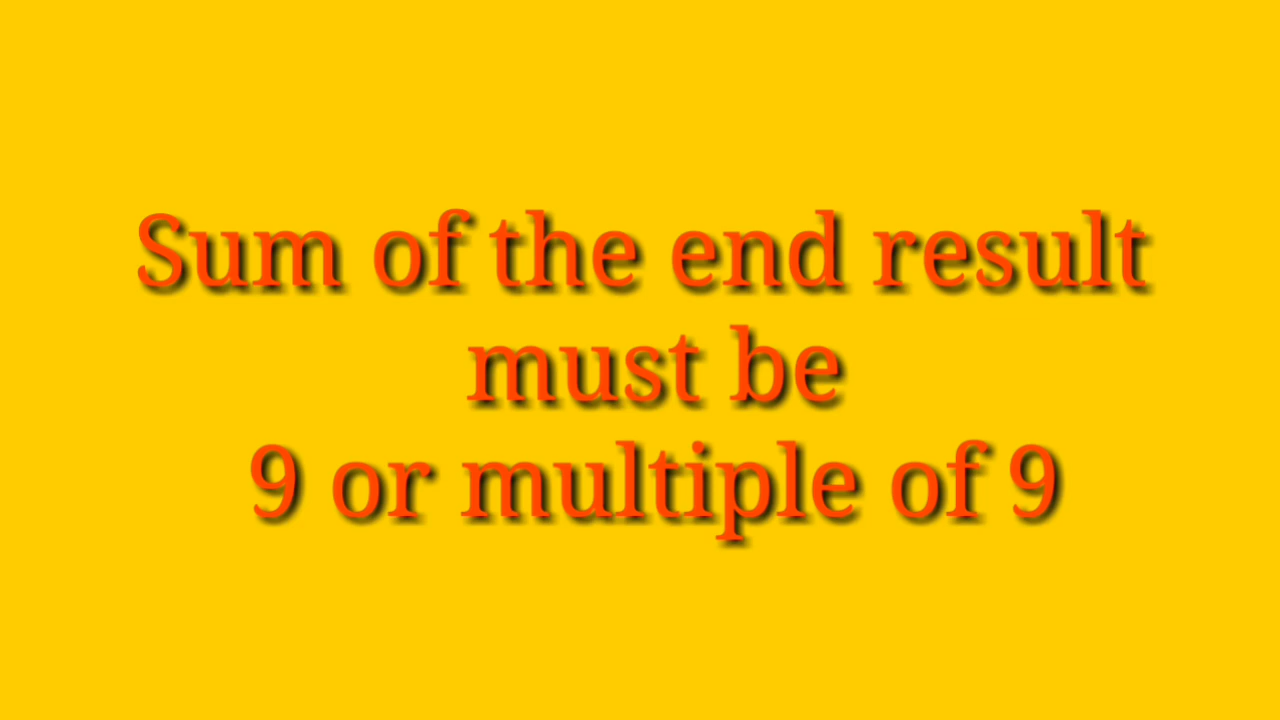 Sum of the end result
must be
9 or multiple of 9